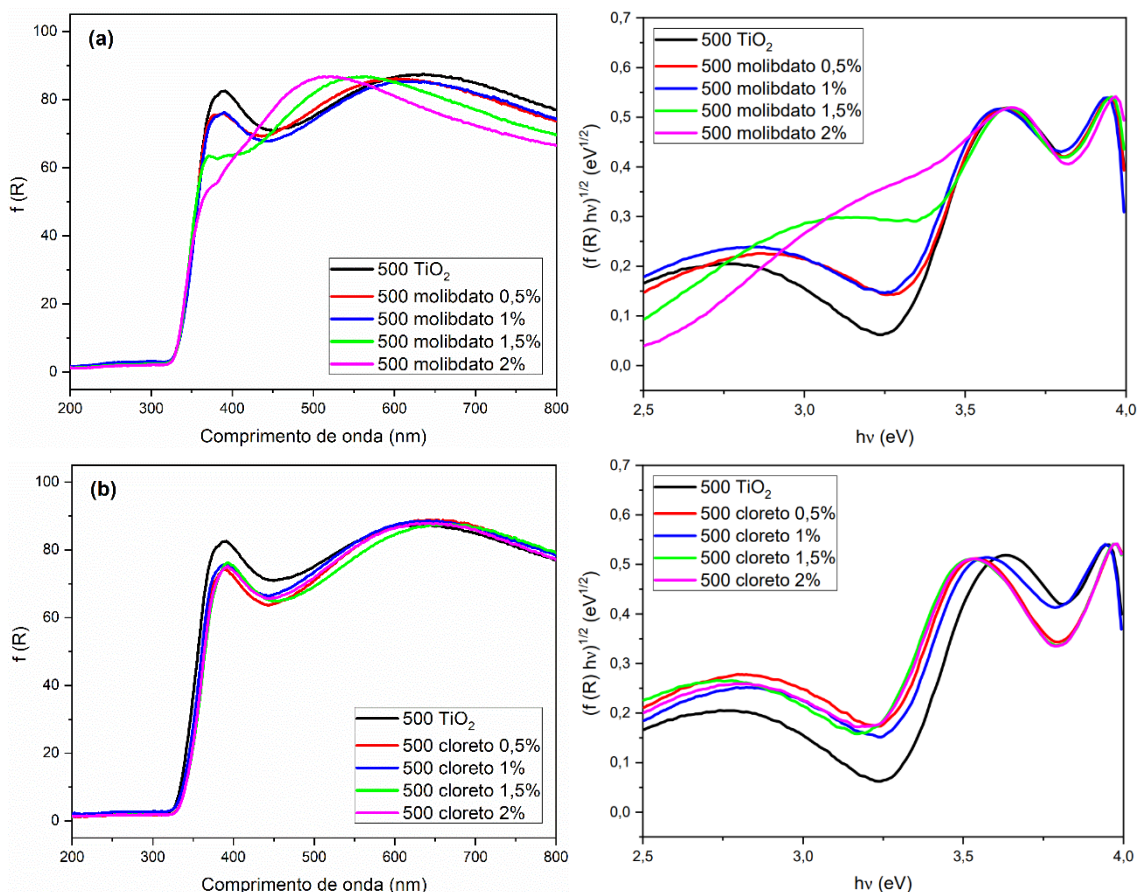 (a)
f (R)
100
80
60
40
20
0
500 TiO₂
500 molibdato 0,5%
500 molibdato 1%
500 molibdato 1,5%
500 molibdato 2%
200 300 400 500 600 700 800
Comprimento de onda (nm)
(f (R) hν)^1/2 (eV^1/2)
0,7
0,6
0,5
0,4
0,3
0,2
0,1
0,0
500 TiO₂
500 molibdato 0,5%
500 molibdato 1%
500 molibdato 1,5%
500 molibdato 2%
2,5 3,0 3,5 4,0
hν (eV)
(b)
f (R)
100
80
60
40
20
0
500 TiO₂
500 cloreto 0,5%
500 cloreto 1%
500 cloreto 1,5%
500 cloreto 2%
200 300 400 500 600 700 800
Comprimento de onda (nm)
(f (R) hν)^1/2 (eV^1/2)
0,7
0,6
0,5
0,4
0,3
0,2
0,1
0,0
500 TiO₂
500 cloreto 0,5%
500 cloreto 1%
500 cloreto 1,5%
500 cloreto 2%
2,5 3,0 3,5 4,0
hν (eV)